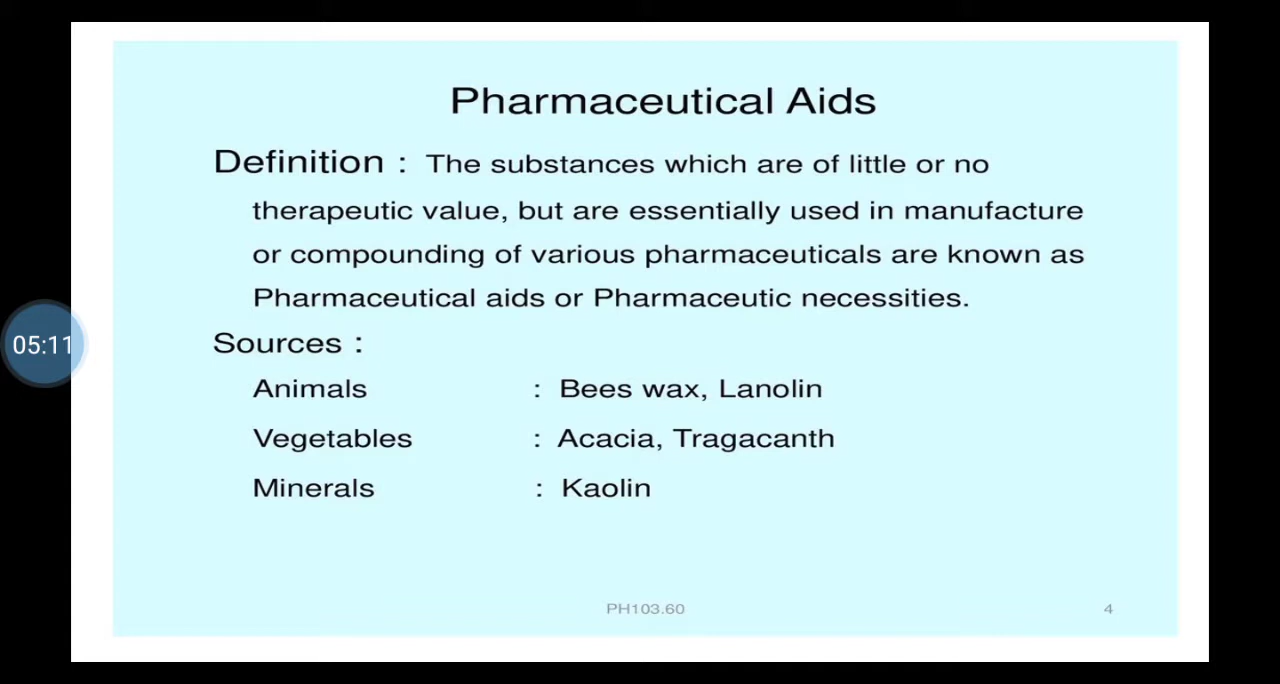 Pharmaceutical Aids
Definition : The substances which are of little or no
therapeutic value, but are essentially used in manufacture
or compounding of various pharmaceuticals are known as
Pharmaceutical aids or Pharmaceutic necessities.
Sources :
Animals : Bees wax, Lanolin
Vegetables : Acacia, Tragacanth
Minerals : Kaolin
05:11
PH103.60 4